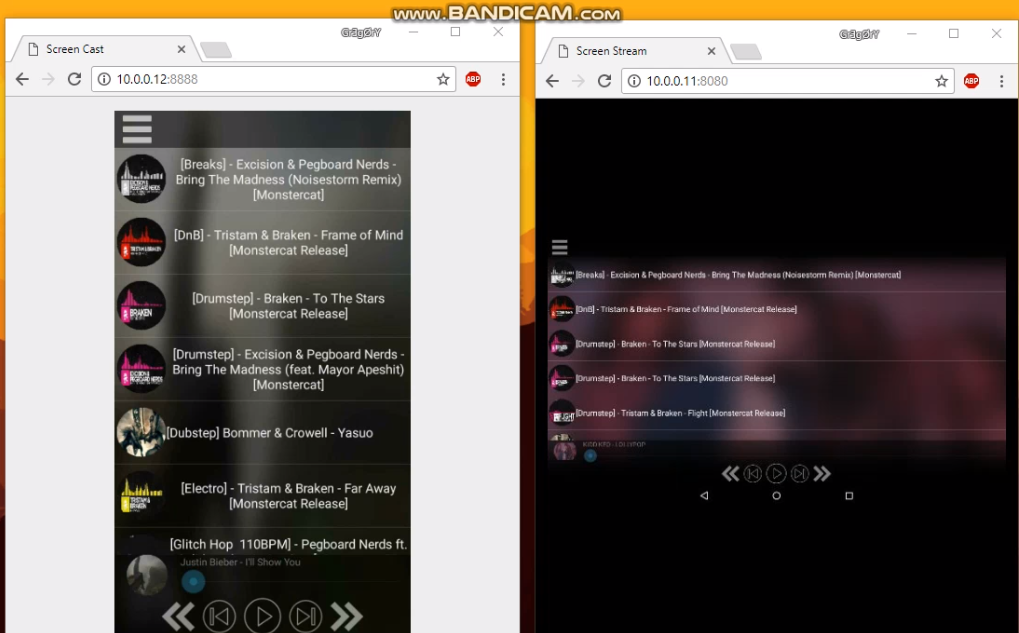 www.BANDICAM.com
GágØrY
Screen Cast
10.0.0.12:8888
ABP
[Breaks] - Excision & Pegboard Nerds -
Bring The Madness (Noisestorm Remix)
[Monstercat]
[DnB] - Tristam & Braken - Frame of Mind
[Monstercat Release]
[Drumstep] - Braken - To The Stars
[Monstercat Release]
BRAKEN
[Drumstep] - Excision & Pegboard Nerds -
Bring The Madness (feat. Mayor Apeshit)
[Monstercat]
[Dubstep] Bommer & Crowell - Yasuo
[Electro] - Tristam & Braken - Far Away
[Monstercat Release]
[Glitch Hop 110BPM] - Pegboard Nerds ft.
Justin Bieber - I'll Show You
GágØrY
Screen Stream
10.0.0.11:8080
ABP
[Breaks] - Excision & Pegboard Nerds - Bring The Madness (Noisestorm Remix) [Monstercat]
[DnB] - Tristam & Braken - Frame of Mind [Monstercat Release]
[Drumstep] - Braken - To The Stars [Monstercat Release]
[Drumstep] - Braken - To The Stars [Monstercat Release]
[Drumstep] - Tristam & Braken - Flight [Monstercat Release]